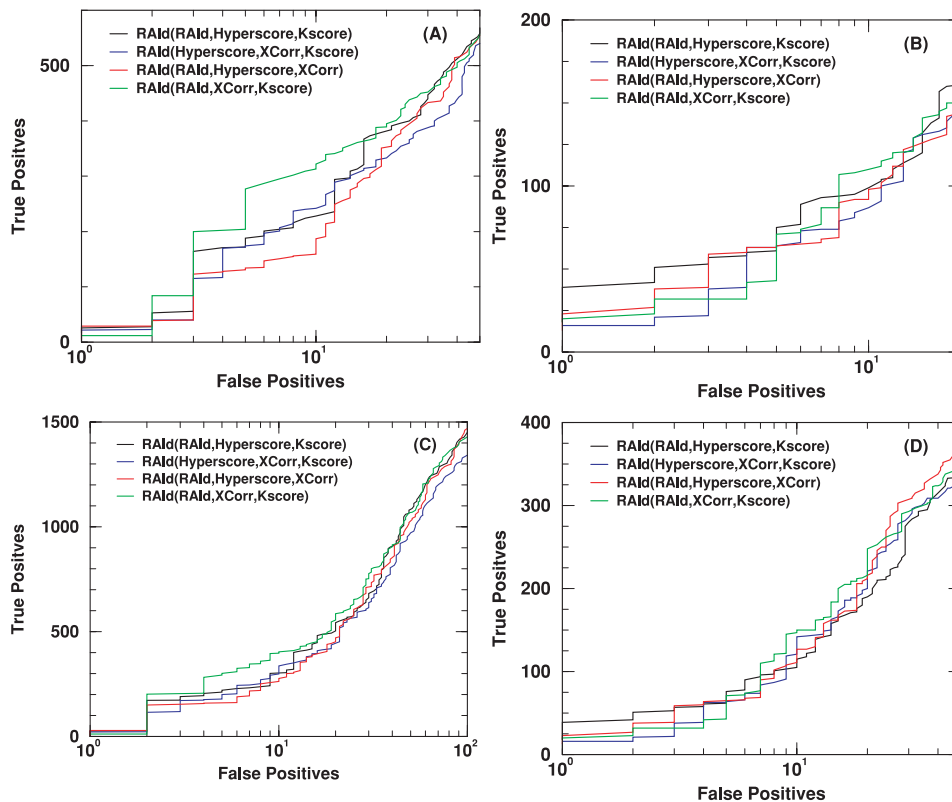 (A)
RAId(RAId,Hyperscore,Kscore)
RAId(Hyperscore,XCorr,Kscore)
RAId(RAId,Hyperscore,XCorr)
RAId(RAId,XCorr,Kscore)
500
0
True Positves
10^0
10^1
False Positives
(B)
RAId(RAId,Hyperscore,Kscore)
RAId(Hyperscore,XCorr,Kscore)
RAId(RAId,Hyperscore,XCorr)
RAId(RAId,XCorr,Kscore)
200
100
0
True Positves
10^0
10^1
False Positives
(C)
RAId(RAId,Hyperscore,Kscore)
RAId(Hyperscore,XCorr,Kscore)
RAId(RAId,Hyperscore,XCorr)
RAId(RAId,XCorr,Kscore)
1500
1000
500
0
True Positves
10^0
10^1
10^2
False Positives
(D)
RAId(RAId,Hyperscore,Kscore)
RAId(Hyperscore,XCorr,Kscore)
RAId(RAId,Hyperscore,XCorr)
RAId(RAId,XCorr,Kscore)
400
300
200
100
0
True Positves
10^0
10^1
False Positives